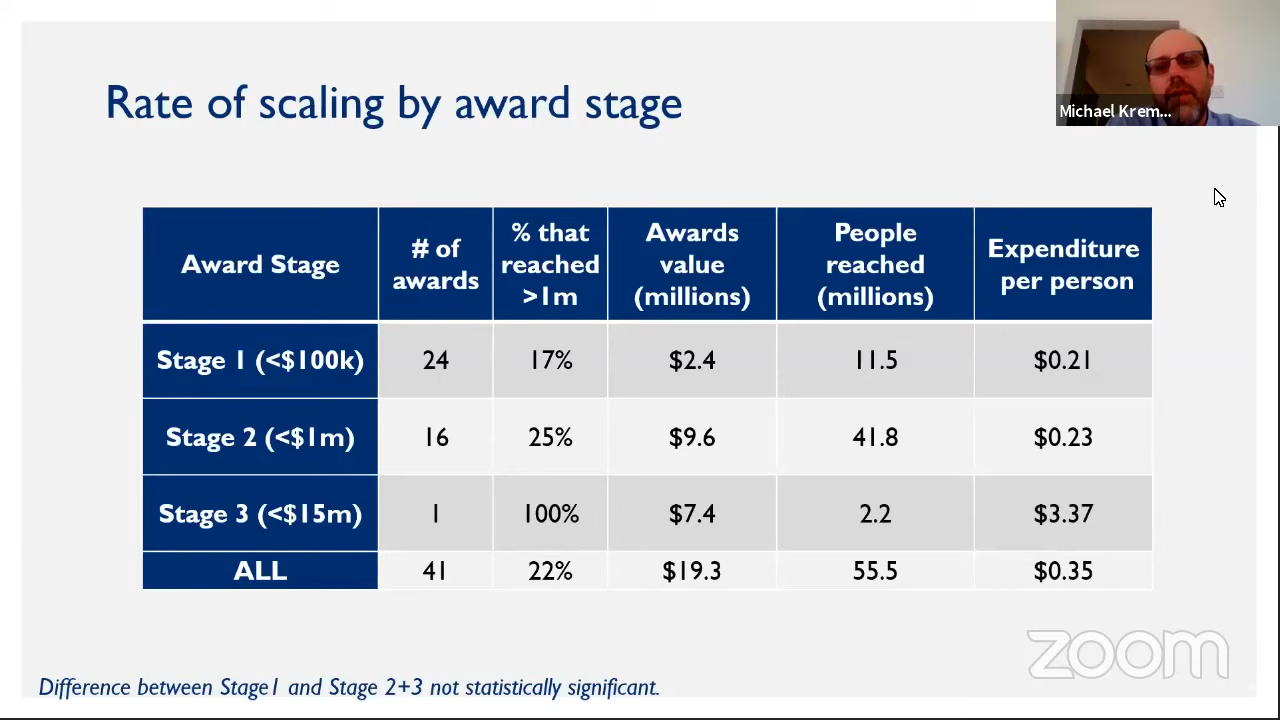 Michael Krem...
Rate of scaling by award stage
Award Stage
# of
awards
% that
reached
>1m
Awards
value
(millions)
People
reached
(millions)
Expenditure
per person
Stage 1 (<$100k) 24 17% $2.4 11.5 $0.21
Stage 2 (<$1m) 16 25% $9.6 41.8 $0.23
Stage 3 (<$15m) 1 100% $7.4 2.2 $3.37
ALL 41 22% $19.3 55.5 $0.35
zoom
Difference between Stage1 and Stage 2+3 not statistically significant.